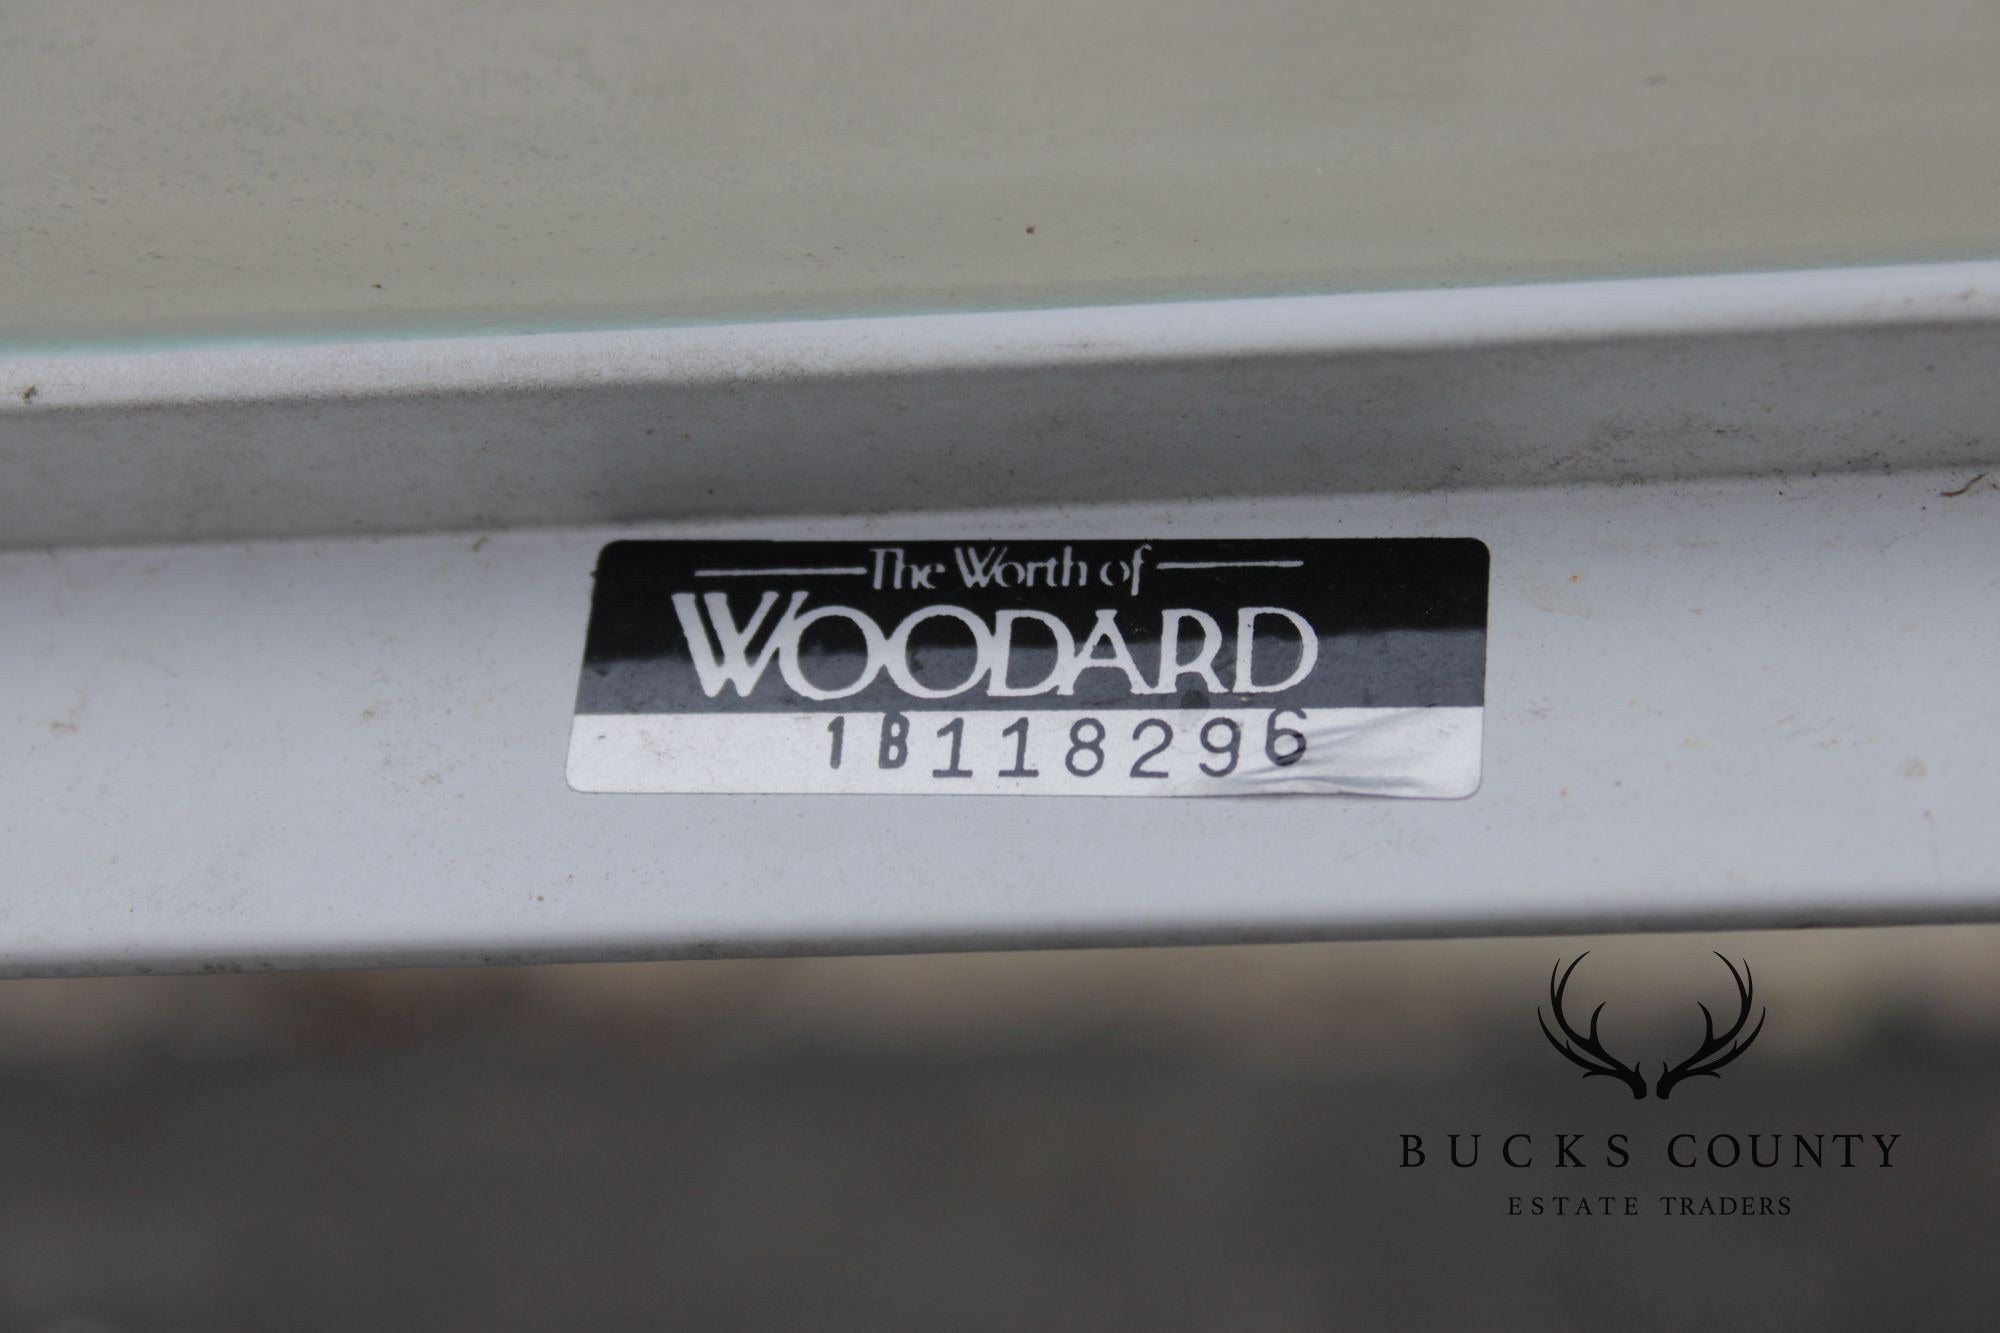 The Worth of
WOODARD
1B118296
BUCKS COUNTY
ESTATE TRADERS